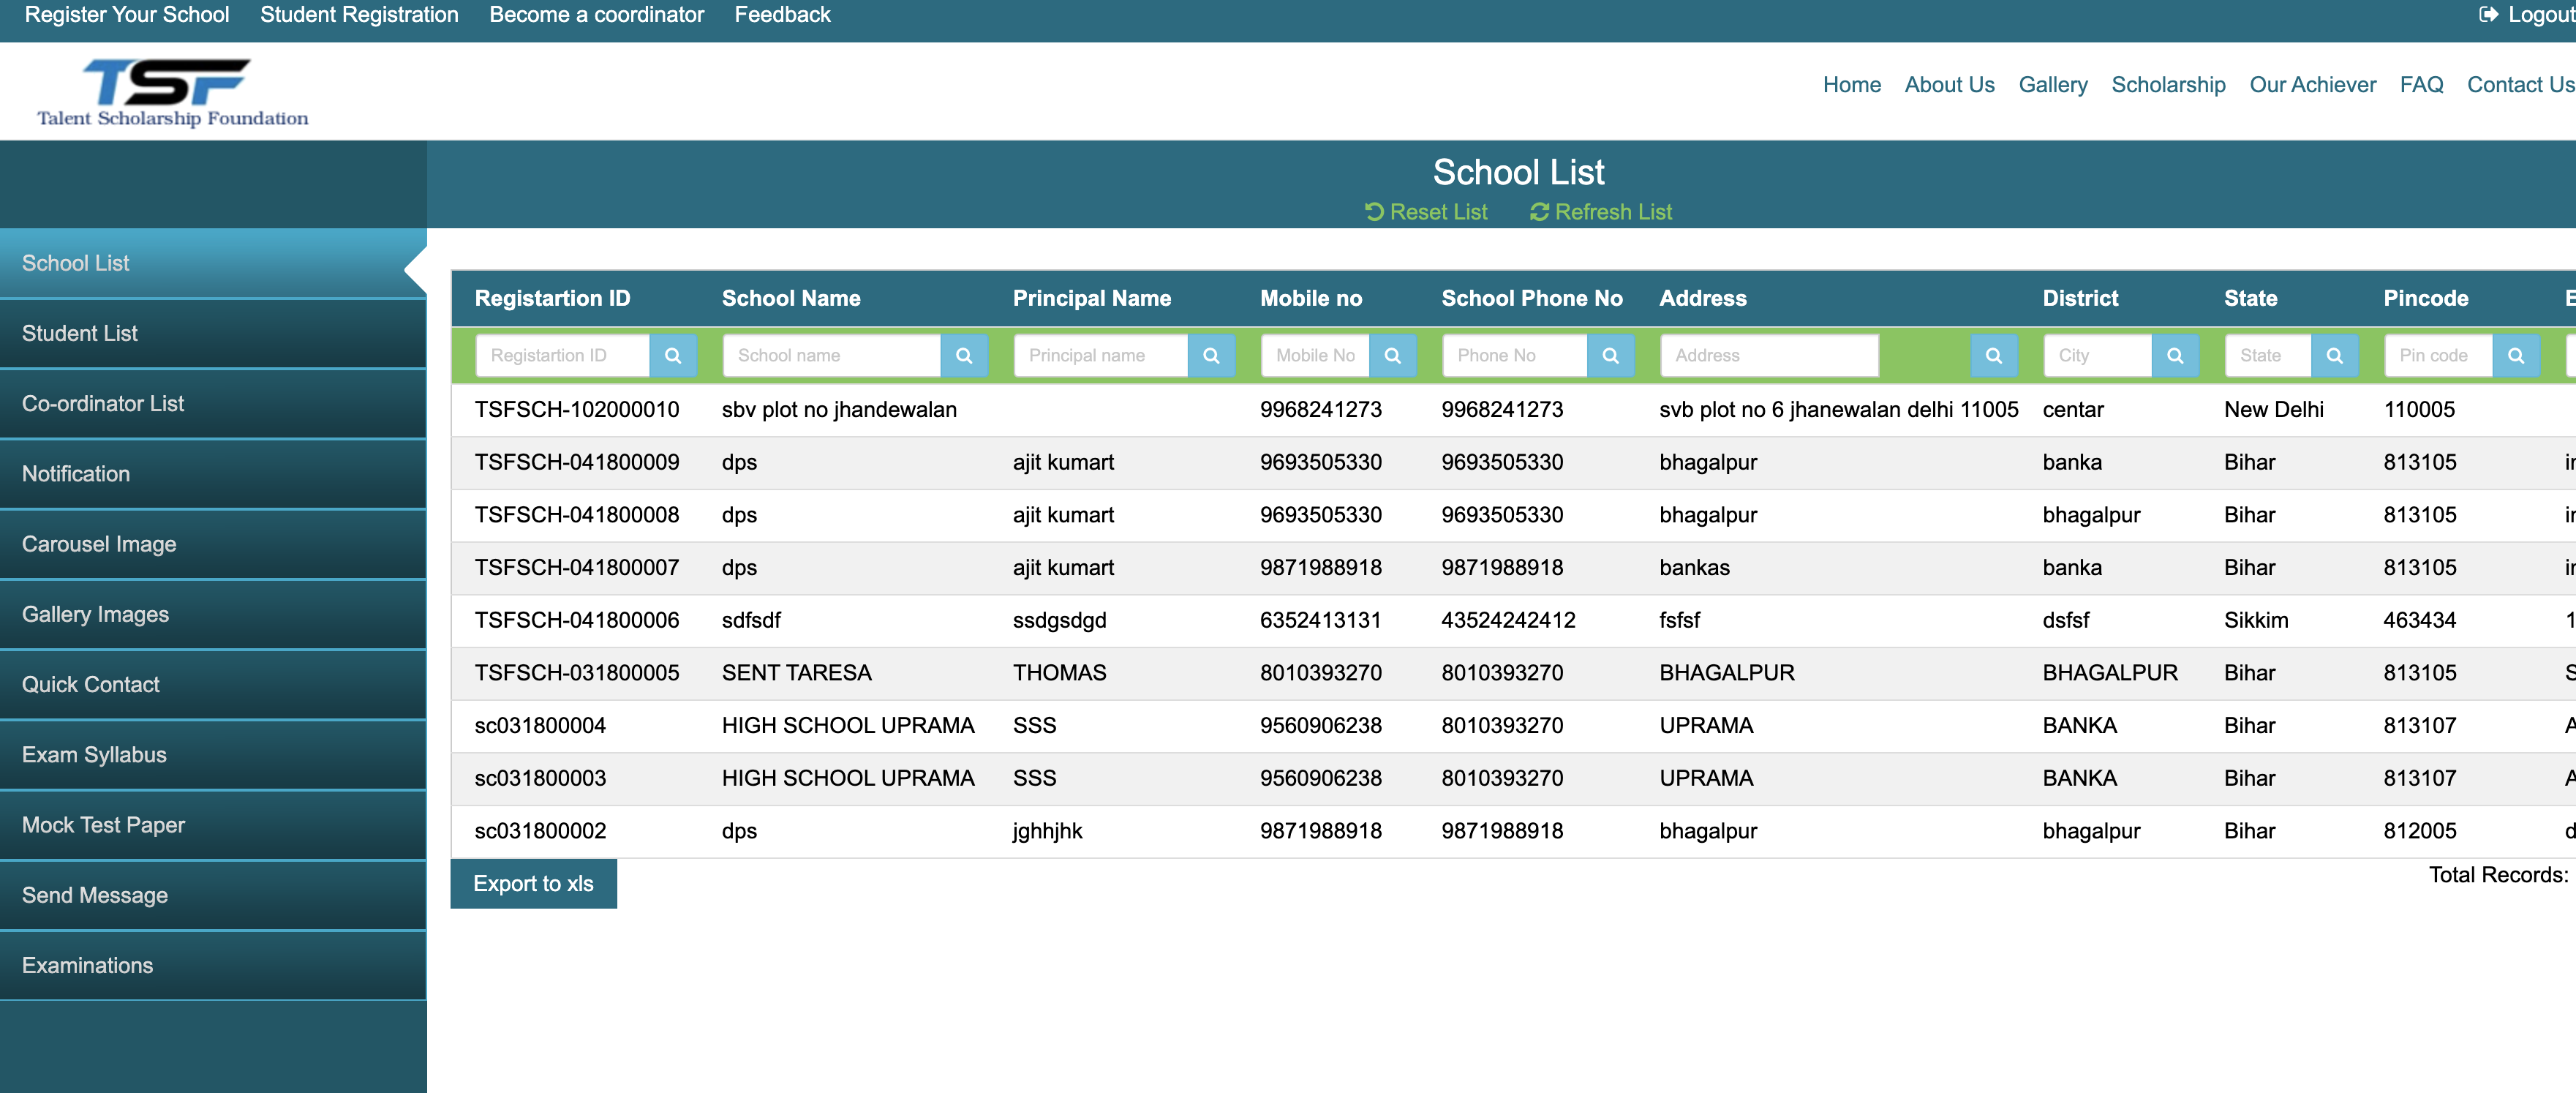 Register Your School Student Registration Become a coordinator Feedback Logout
TSF
Talent Scholarship Foundation
Home About Us Gallery Scholarship Our Achiever FAQ Contact Us
School List
Reset List Refresh List
School List
Student List
Co-ordinator List
Notification
Carousel Image
Gallery Images
Quick Contact
Exam Syllabus
Mock Test Paper
Send Message
Examinations
Registartion ID School Name Principal Name Mobile no School Phone No Address District State Pincode
Registartion ID School name Principal name Mobile No Phone No Address City State Pin code
TSFSCH-102000010 sbv plot no jhandewalan 9968241273 9968241273 svb plot no 6 jhanewalan delhi 11005 centar New Delhi 110005
TSFSCH-041800009 dps ajit kumart 9693505330 9693505330 bhagalpur banka Bihar 813105
TSFSCH-041800008 dps ajit kumart 9693505330 9693505330 bhagalpur bhagalpur Bihar 813105
TSFSCH-041800007 dps ajit kumart 9871988918 9871988918 bankas banka Bihar 813105
TSFSCH-041800006 sdfsdf ssdgsdgd 6352413131 43524242412 fsfsf dsfsf Sikkim 463434
TSFSCH-031800005 SENT TARESA THOMAS 8010393270 8010393270 BHAGALPUR BHAGALPUR Bihar 813105
sc031800004 HIGH SCHOOL UPRAMA SSS 9560906238 8010393270 UPRAMA BANKA Bihar 813107
sc031800003 HIGH SCHOOL UPRAMA SSS 9560906238 8010393270 UPRAMA BANKA Bihar 813107
sc031800002 dps jghhjhk 9871988918 9871988918 bhagalpur bhagalpur Bihar 812005
Export to xls
Total Records: